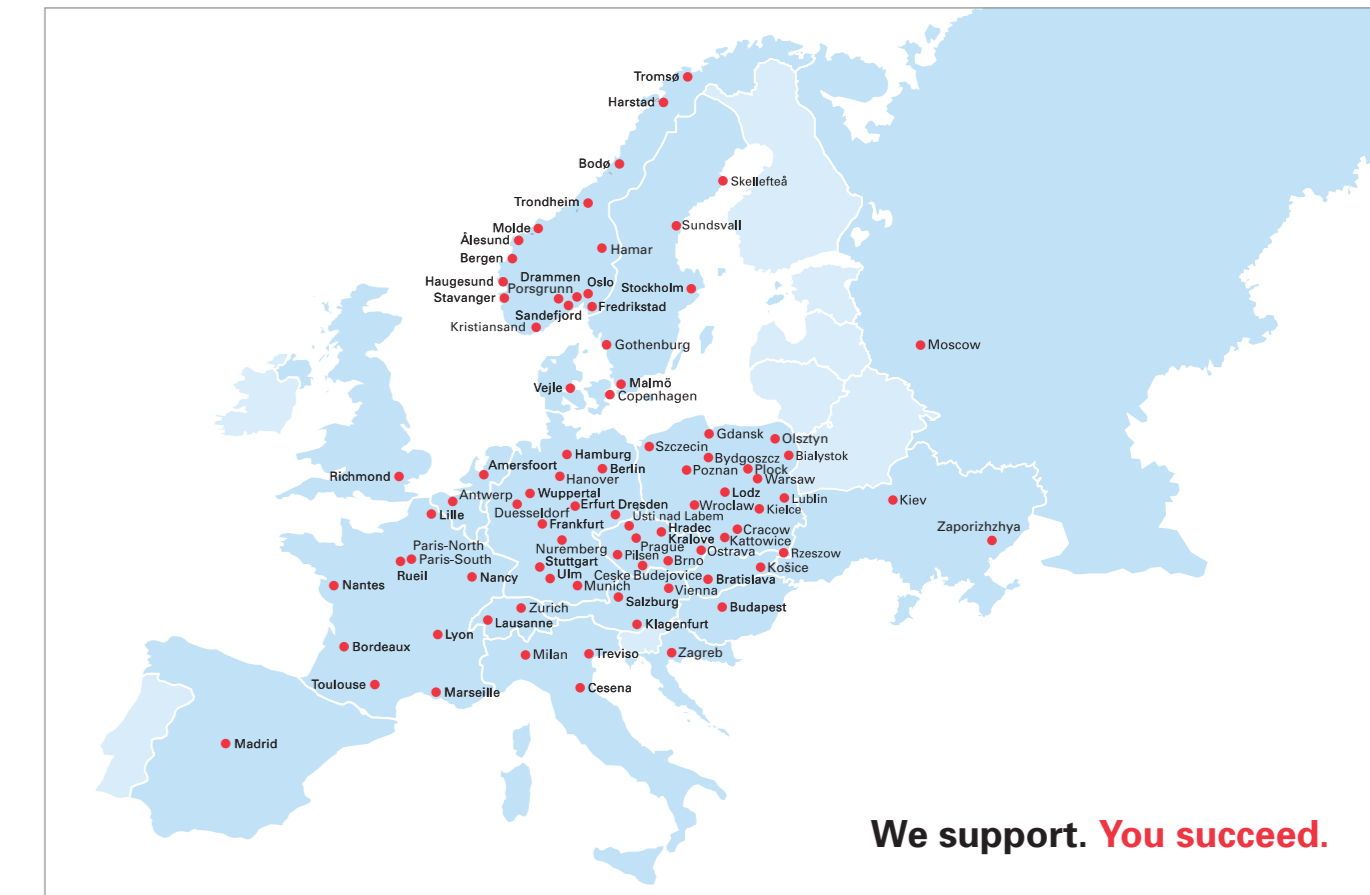 Tromsø
Harstad
Bodø
Skellefteå
Trondheim
Molde
Sundsvall
Ålesund
Hamar
Bergen
Drammen
Haugesund
Oslo
Porsgrunn
Stockholm
Stavanger
Fredrikstad
Sandefjord
Kristiansand
Gothenburg
Moscow
Vejle
Malmö
Copenhagen
Gdansk
Olsztyn
Szczecin
Hamburg
Bialystok
Bydgoszcz
Amersfoort
Berlin
Poznan
Plock
Richmond
Hanover
Warsaw
Antwerp
Wuppertal
Lodz
Lublin
Kiev
Duesseldorf
Erfurt
Dresden
Wroclaw
Kielce
Lille
Usti nad Labem
Frankfurt
Hradec
Kralove
Cracow
Zaporizhzhya
Kattowice
Paris-North
Paris-South
Nuremberg
Prague
Ostrava
Rzeszow
Pilsen
Brno
Rueil
Stuttgart
Košice
Nancy
Ulm
Ceske Budejovice
Bratislava
Nantes
Munich
Vienna
Salzburg
Zurich
Budapest
Lausanne
Klagenfurt
Lyon
Bordeaux
Milan
Treviso
Zagreb
Toulouse
Marseille
Cesena
Madrid
We support. You succeed.